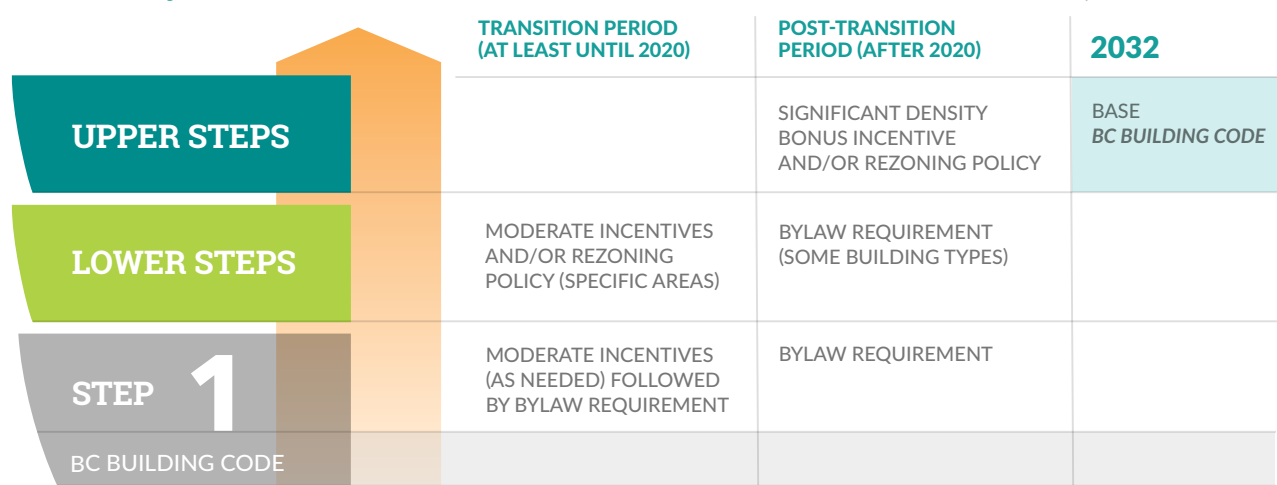 TRANSITION PERIOD
(AT LEAST UNTIL 2020)
POST-TRANSITION
PERIOD (AFTER 2020)
2032
UPPER STEPS
SIGNIFICANT DENSITY
BONUS INCENTIVE
AND/OR REZONING POLICY
BASE
BC BUILDING CODE
LOWER STEPS
MODERATE INCENTIVES
AND/OR REZONING
POLICY (SPECIFIC AREAS)
BYLAW REQUIREMENT
(SOME BUILDING TYPES)
STEP 1
MODERATE INCENTIVES
(AS NEEDED) FOLLOWED
BY BYLAW REQUIREMENT
BYLAW REQUIREMENT
BC BUILDING CODE